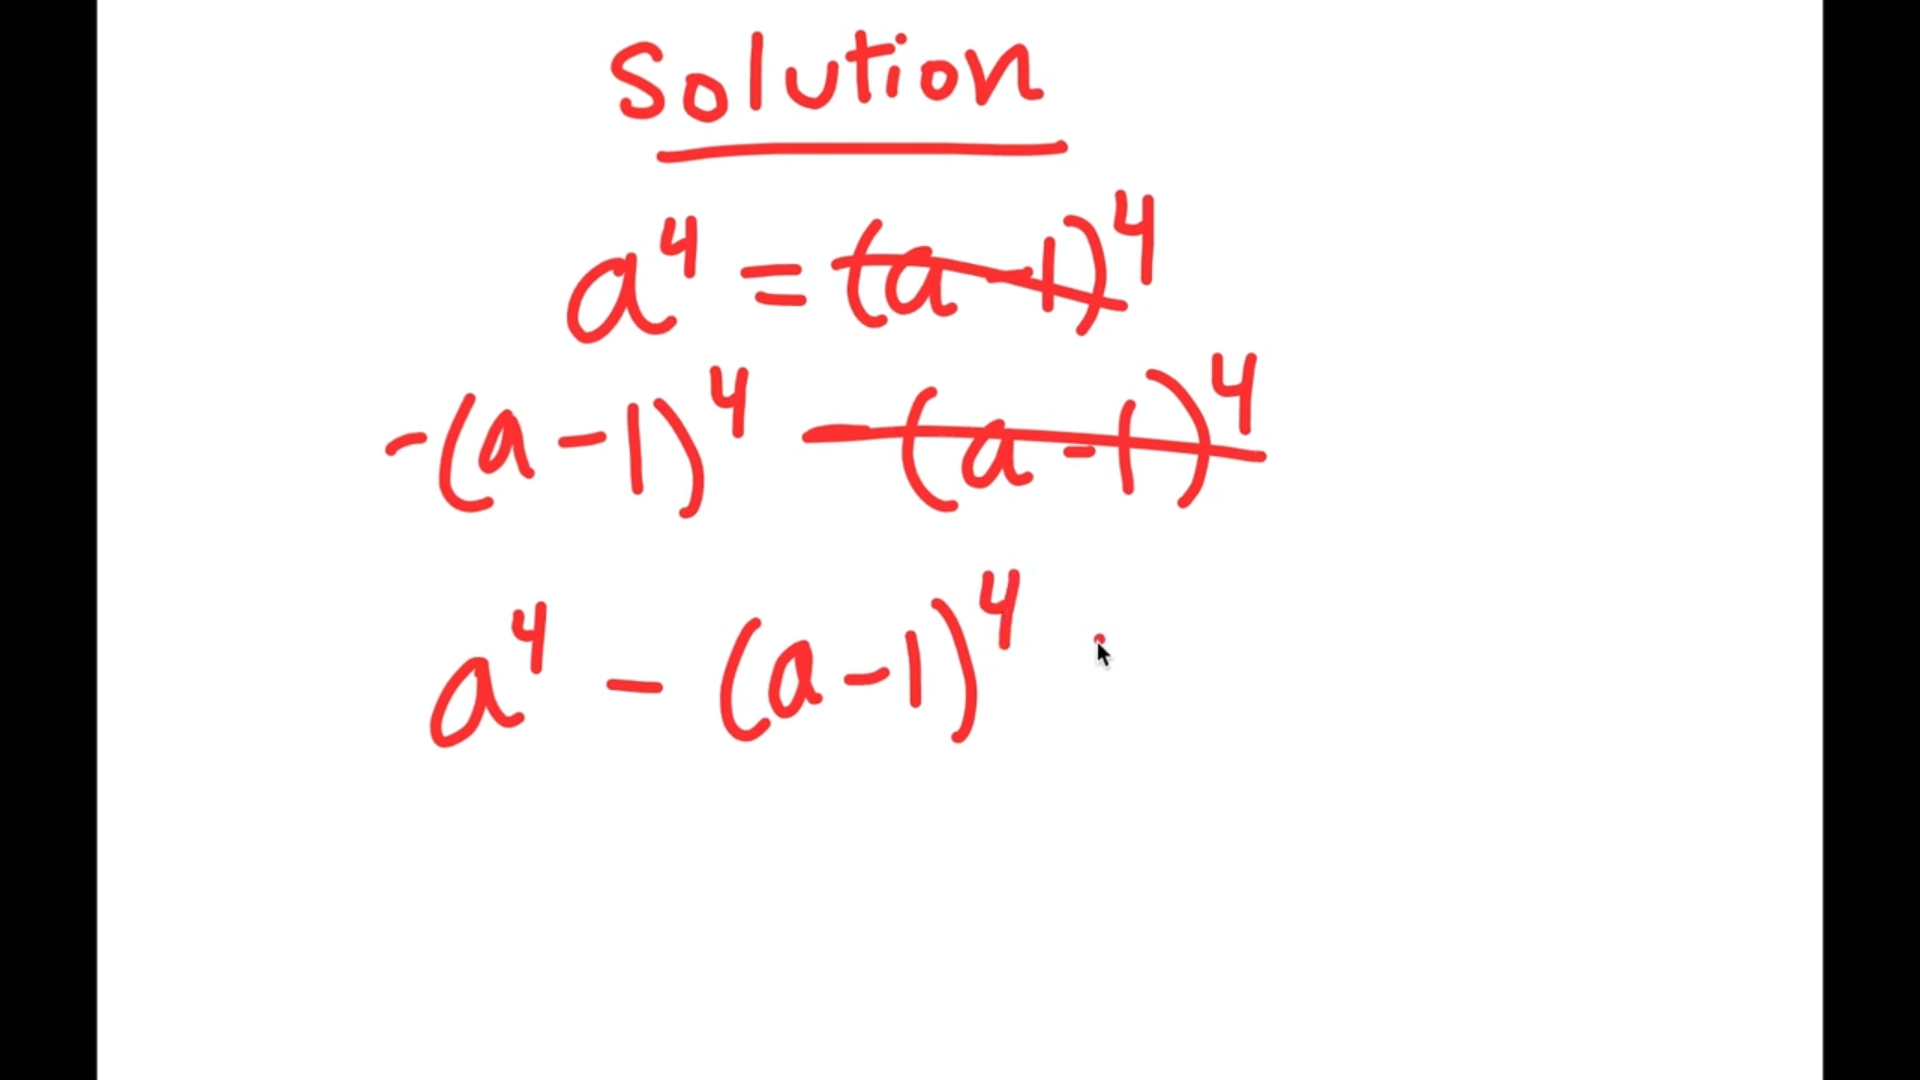 Solution
a⁴ = (a-1)⁴
-(a-1)⁴ - (a-1)⁴
a⁴ - (a-1)⁴